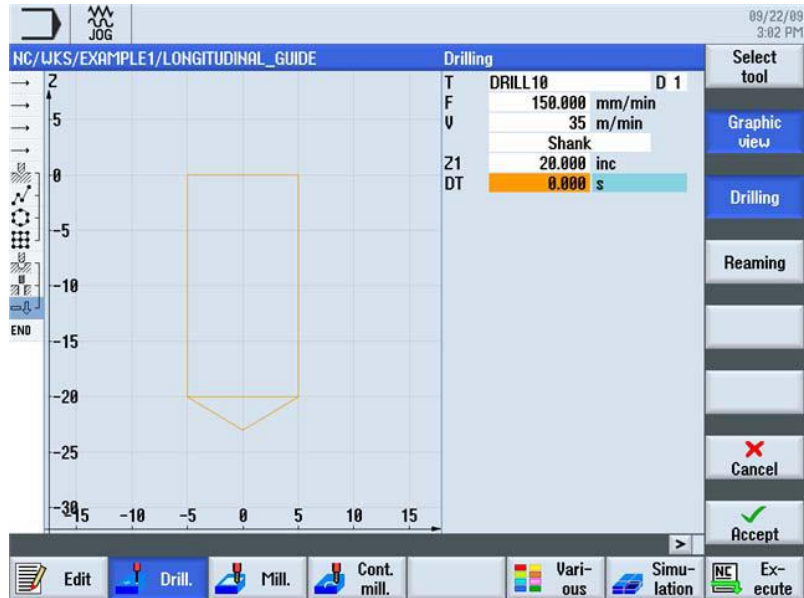 JOG
09/22/09
3:02 PM
NC/WKS/EXAMPLE1/LONGITUDINAL_GUIDE
Drilling
Select
tool
Z
T DRILL10 D 1
F 150.000 mm/min
V 35 m/min
Shank
Z1 20.000 inc
DT 0.000 s
Graphic
view
Drilling
Reaming
5
0
-5
-10
-15
-20
-25
-30
END
-15 -10 -5 0 5 10 15
Cancel
Accept
>
Edit
Drill.
Mill.
Cont.
mill.
Vari-
ous
Simu-
lation
NC
Ex-
ecute